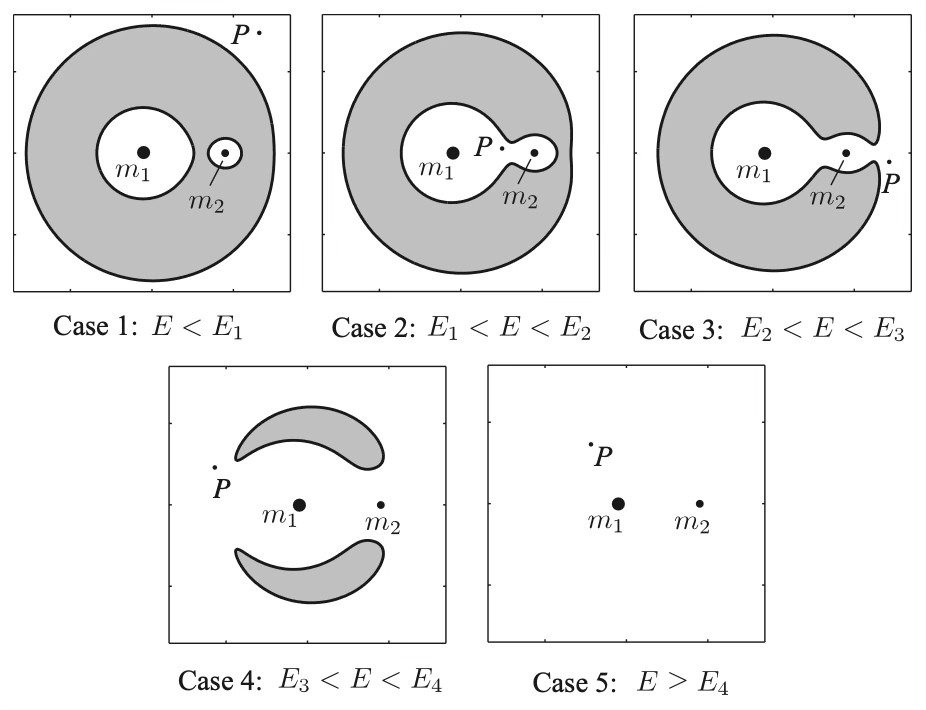 P
m₁
m₂
Case 1: E < E₁
P
m₁
m₂
Case 2: E₁ < E < E₂
P
m₁
m₂
Case 3: E₂ < E < E₃
P
m₁
m₂
Case 4: E₃ < E < E₄
P
m₁
m₂
Case 5: E > E₄